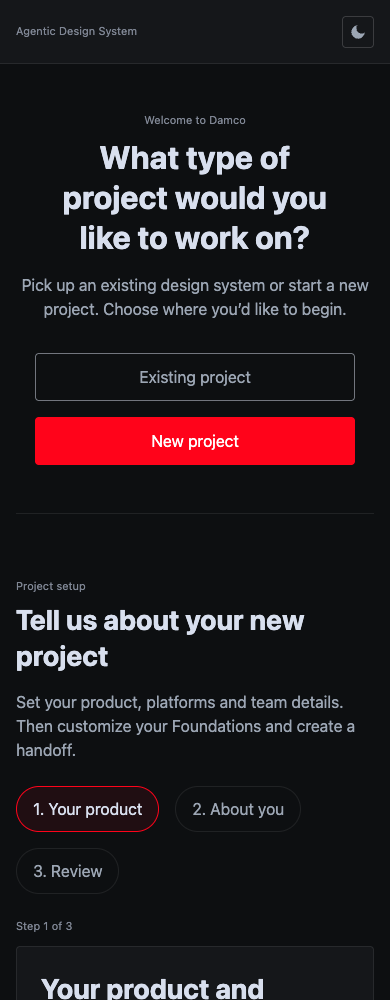 Agentic Design System
Welcome to Damco
What type of
project would you
like to work on?
Pick up an existing design system or start a new
project. Choose where you’d like to begin.
Existing project
New project
Project setup
Tell us about your new
project
Set your product, platforms and team details.
Then customize your Foundations and create a
handoff.
1. Your product
2. About you
3. Review
Step 1 of 3
Your product and